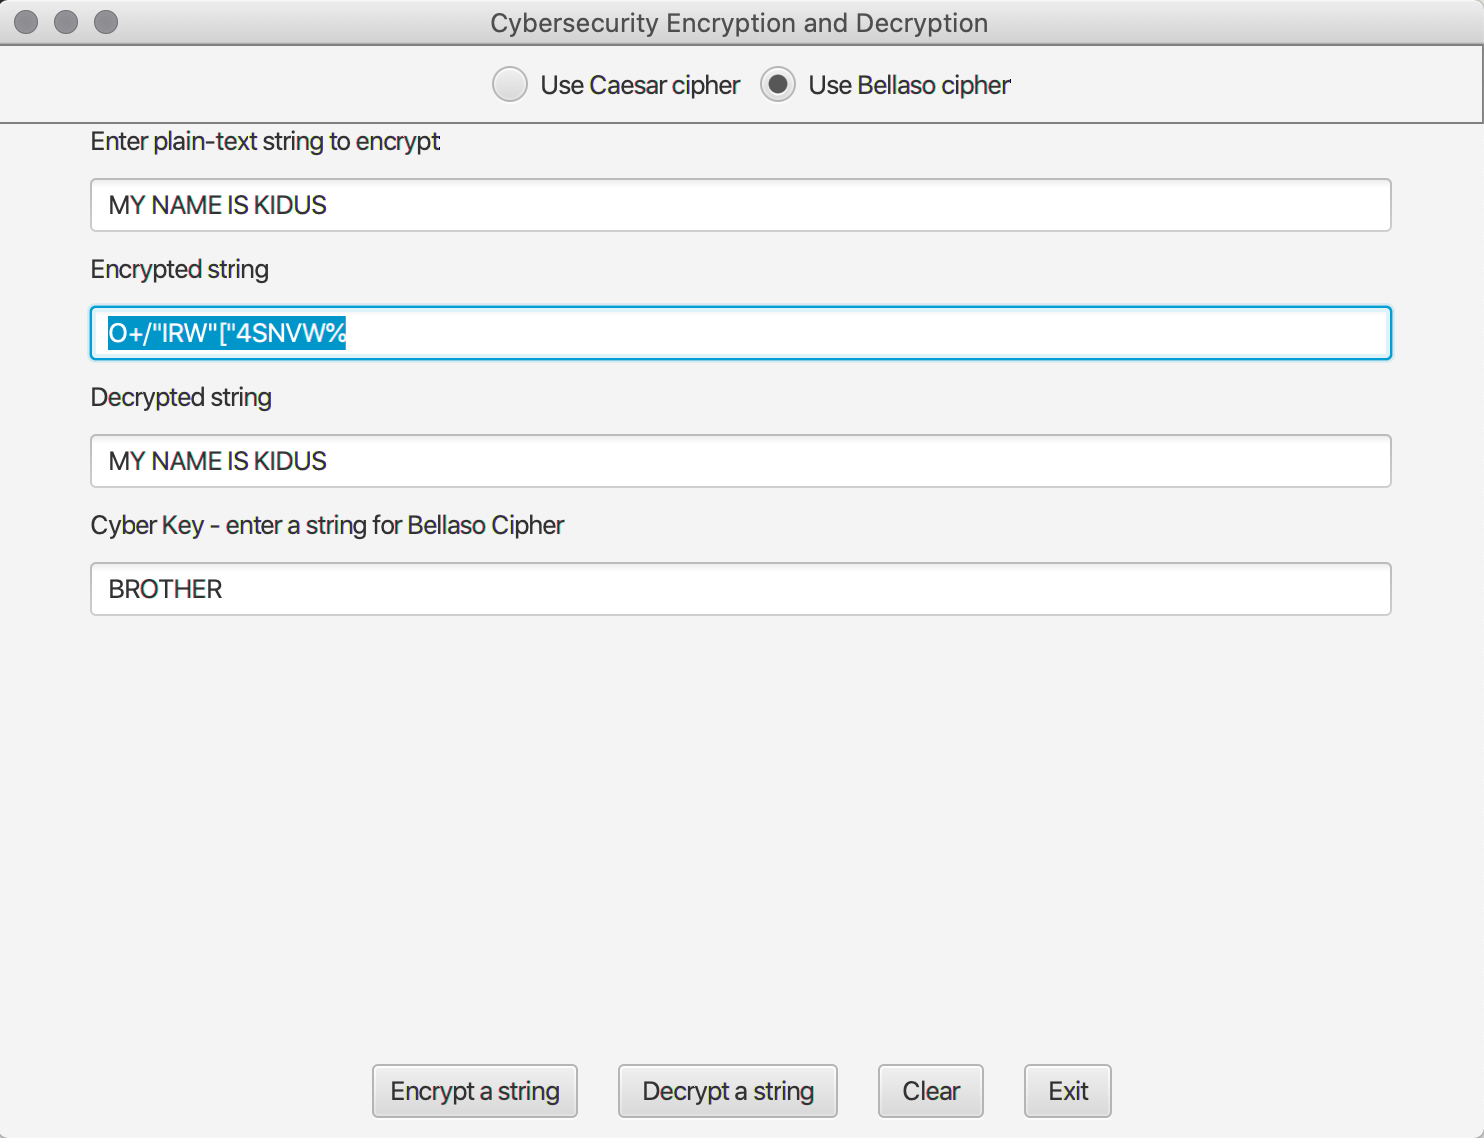 Cybersecurity Encryption and Decryption
Use Caesar cipher Use Bellaso cipher
Enter plain-text string to encrypt
MY NAME IS KIDUS
Encrypted string
O+/"IRW"["4SNVW%
Decrypted string
MY NAME IS KIDUS
Cyber Key - enter a string for Bellaso Cipher
BROTHER
Encrypt a string Decrypt a string Clear Exit